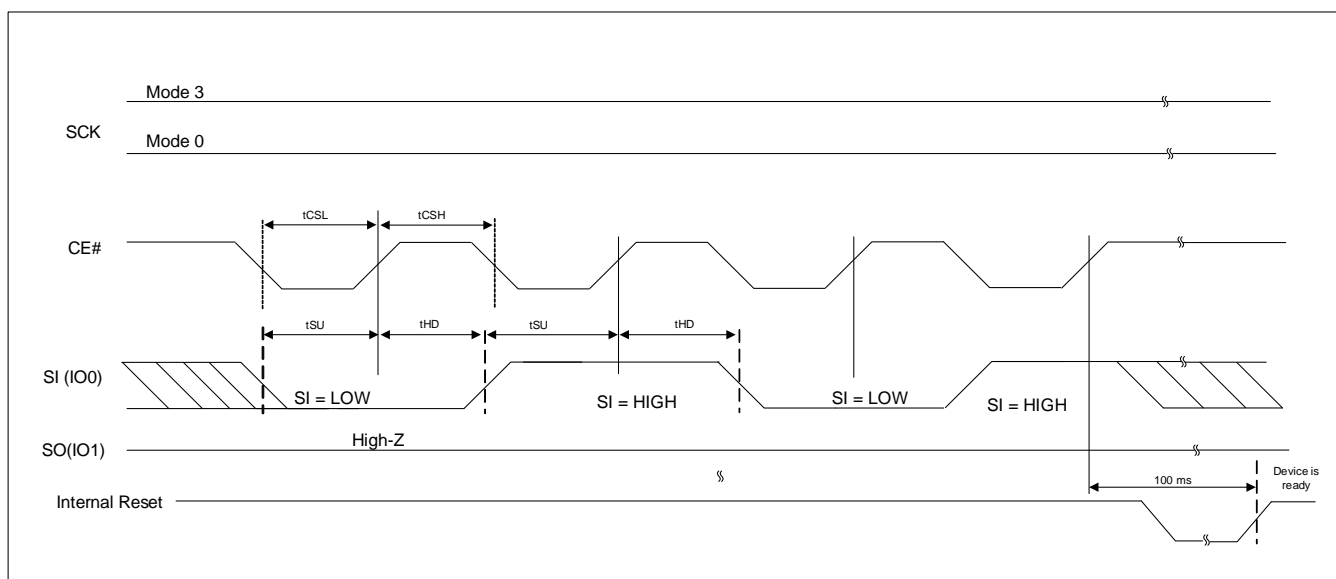 Mode 3
SCK
Mode 0
tCSL
tCSH
CE#
tSU
tHD
tSU
tHD
SI (IO0)
SI = LOW
SI = HIGH
SI = LOW
SI = HIGH
High-Z
SO(IO1)
100 ms
Device is
ready
Internal Reset